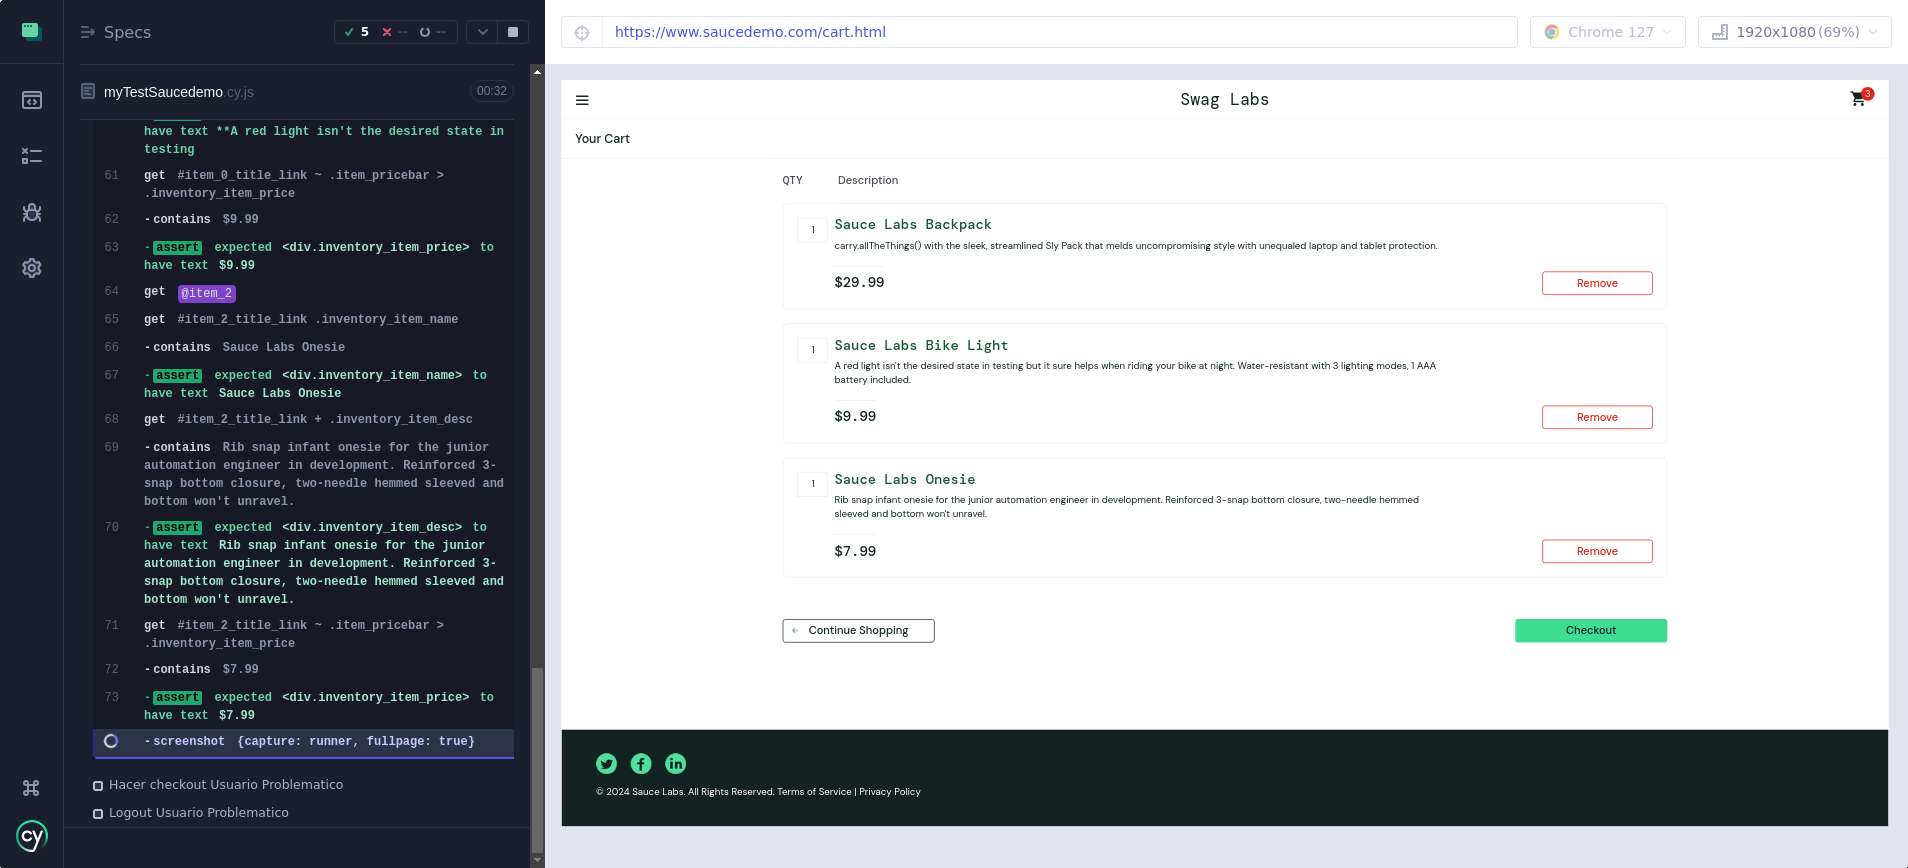 Specs
5
--
--
myTestSaucedemo.cy.js
00:32
have text **A red light isn't the desired state in
testing
61 get #item_0_title_link ~ .item_pricebar >
.inventory_item_price
62 -contains $9.99
63 -assert expected <div.inventory_item_price> to
have text $9.99
64 get @item_2
65 get #item_2_title_link .inventory_item_name
66 -contains Sauce Labs Onesie
67 -assert expected <div.inventory_item_name> to
have text Sauce Labs Onesie
68 get #item_2_title_link + .inventory_item_desc
69 -contains Rib snap infant onesie for the junior
automation engineer in development. Reinforced 3-
snap bottom closure, two-needle hemmed sleeved and
bottom won't unravel.
70 -assert expected <div.inventory_item_desc> to
have text Rib snap infant onesie for the junior
automation engineer in development. Reinforced 3-
snap bottom closure, two-needle hemmed sleeved and
bottom won't unravel.
71 get #item_2_title_link ~ .item_pricebar >
.inventory_item_price
72 -contains $7.99
73 -assert expected <div.inventory_item_price> to
have text $7.99
-screenshot {capture: runner, fullpage: true}
Hacer checkout Usuario Problematico
Logout Usuario Problematico
cy
https://www.saucedemo.com/cart.html
Chrome 127
1920x1080 (69%)
Swag Labs
3
Your Cart
QTY Description
1
Sauce Labs Backpack
carry.allTheThings() with the sleek, streamlined Sly Pack that melds uncompromising style with unequaled laptop and tablet protection.
$29.99
Remove
1
Sauce Labs Bike Light
A red light isn't the desired state in testing but it sure helps when riding your bike at night. Water-resistant with 3 lighting modes, 1 AAA
battery included.
$9.99
Remove
1
Sauce Labs Onesie
Rib snap infant onesie for the junior automation engineer in development. Reinforced 3-snap bottom closure, two-needle hemmed
sleeved and bottom won't unravel.
$7.99
Remove
Continue Shopping
Checkout
© 2024 Sauce Labs. All Rights Reserved. Terms of Service | Privacy Policy